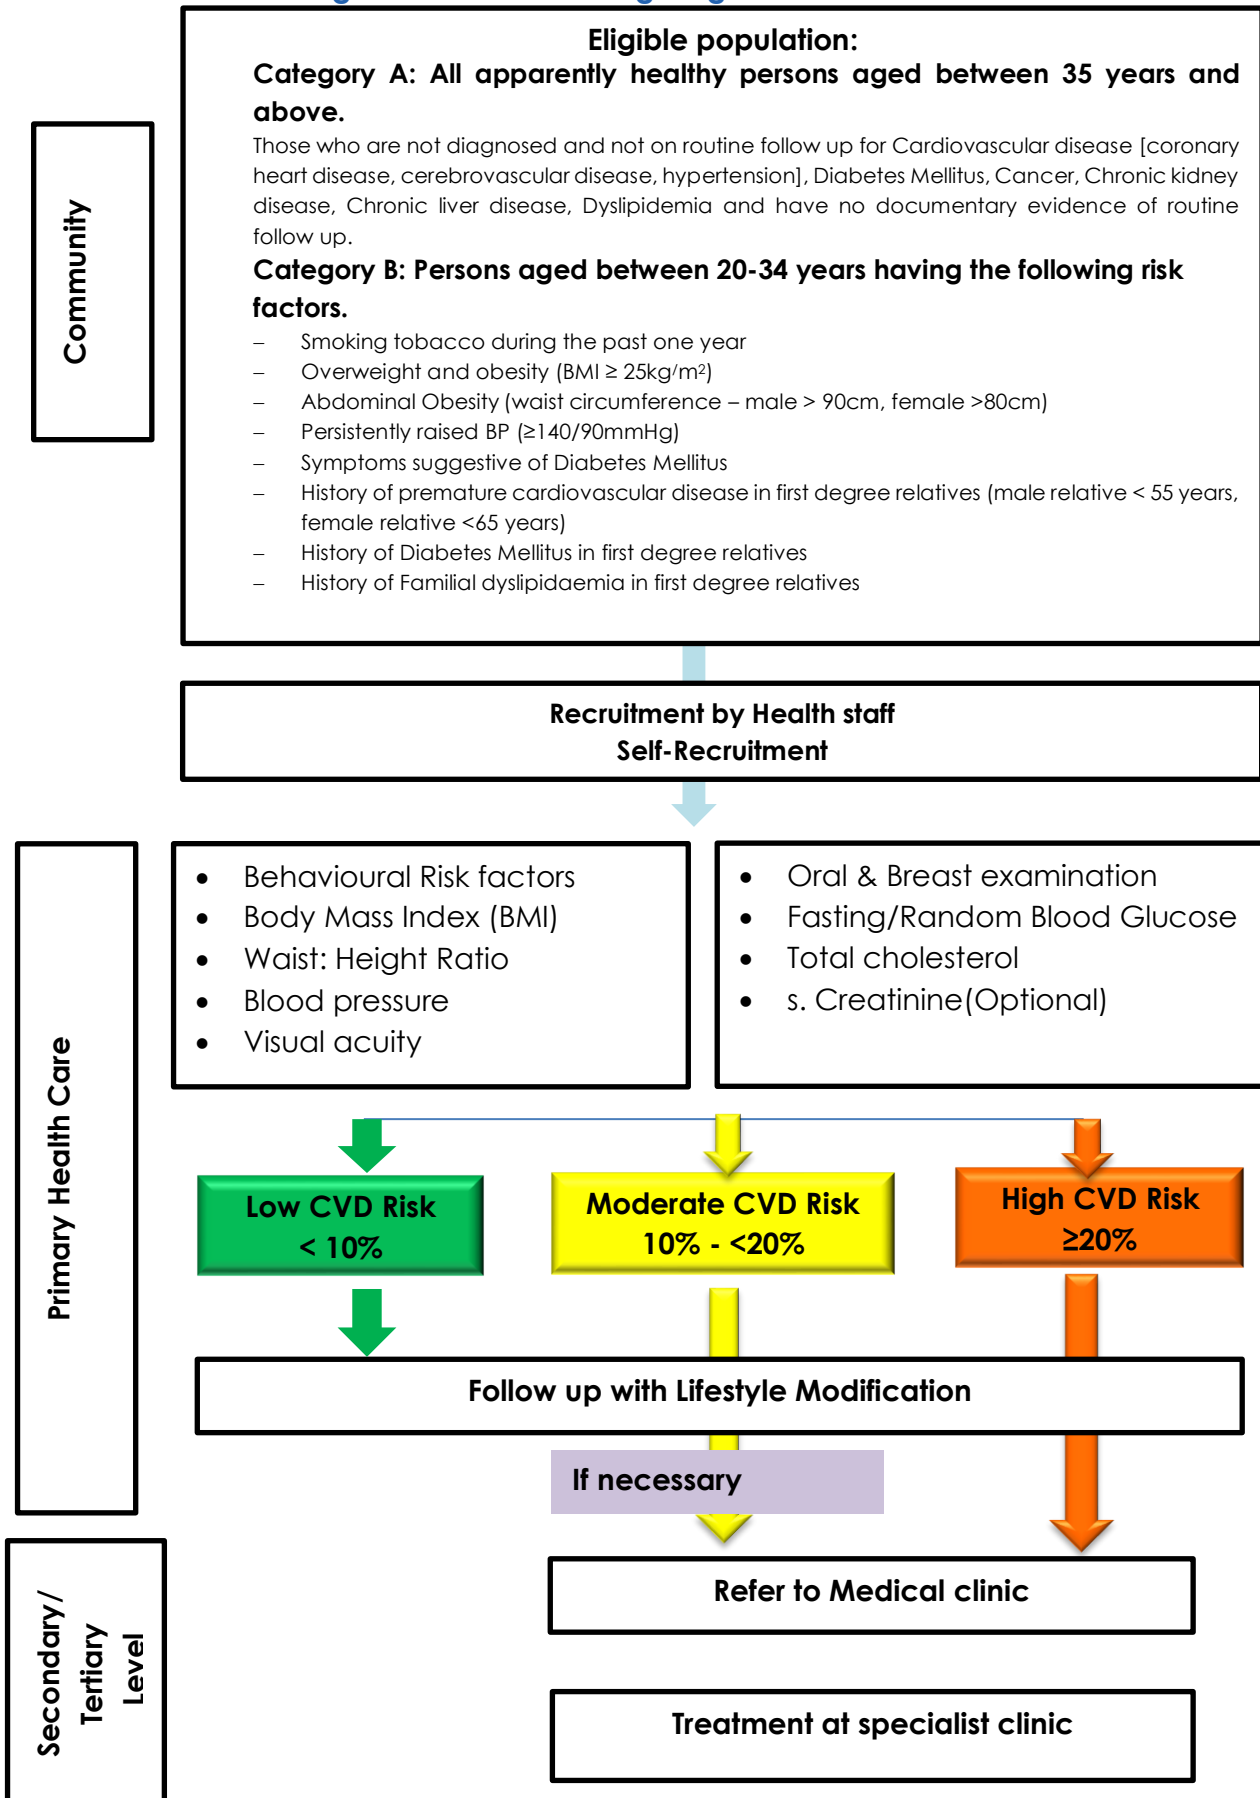 Eligible population:
Category A: All apparently healthy persons aged between 35 years and
above.
Those who are not diagnosed and not on routine follow up for Cardiovascular disease [coronary
heart disease, cerebrovascular disease, hypertension], Diabetes Mellitus, Cancer, Chronic kidney
disease, Chronic liver disease, Dyslipidemia and have no documentary evidence of routine
follow up.
Category B: Persons aged between 20-34 years having the following risk
factors.
– Smoking tobacco during the past one year
– Overweight and obesity (BMI ≥ 25kg/m²)
– Abdominal Obesity (waist circumference – male > 90cm, female >80cm)
– Persistently raised BP (≥140/90mmHg)
– Symptoms suggestive of Diabetes Mellitus
– History of premature cardiovascular disease in first degree relatives (male relative < 55 years,
female relative <65 years)
– History of Diabetes Mellitus in first degree relatives
– History of Familial dyslipidaemia in first degree relatives
Community
Recruitment by Health staff
Self-Recruitment
Primary Health Care
• Behavioural Risk factors
• Body Mass Index (BMI)
• Waist: Height Ratio
• Blood pressure
• Visual acuity
• Oral & Breast examination
• Fasting/Random Blood Glucose
• Total cholesterol
• s. Creatinine(Optional)
Low CVD Risk
< 10%
Moderate CVD Risk
10% - <20%
High CVD Risk
≥20%
Follow up with Lifestyle Modification
If necessary
Secondary/
Tertiary
Level
Refer to Medical clinic
Treatment at specialist clinic